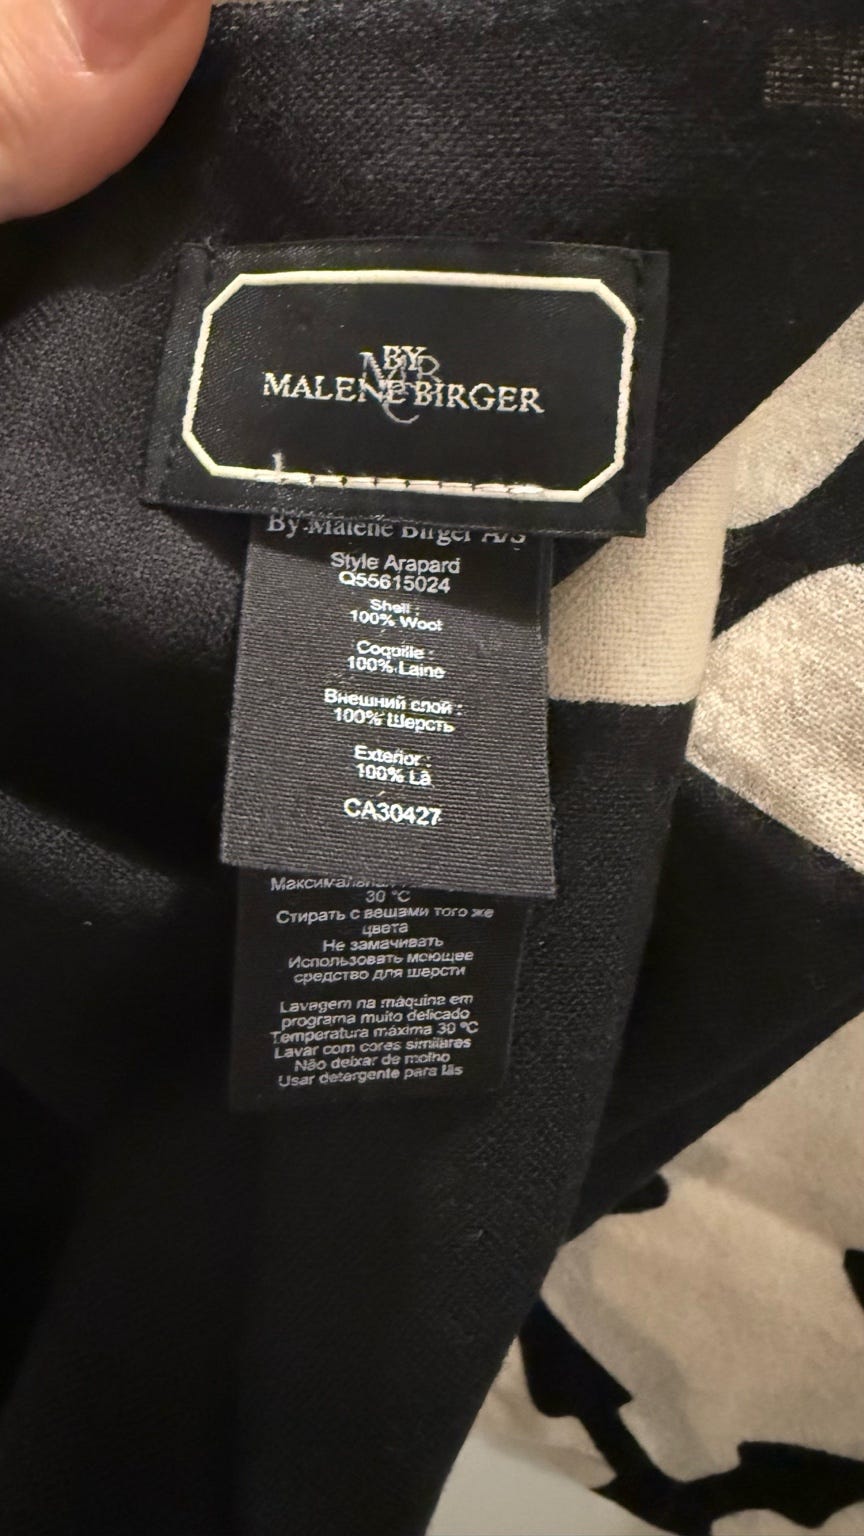 BY
MALENE BIRGER
By Malene Birger A/S
Style Arapard
Q55615024
Shell :
100% Wool
Coquille :
100% Laine
Внешний слой :
100% Шерсть
Exterior :
100% Lã
CA30427
30 °C
Стирать с вещами того же
цвета
Не замачивать
Использовать моющее
средство для шерсти
Lavagem na máquina em
programa muito delicado
Temperatura máxima 30 ºC
Lavar com cores similares
Não deixar de molho
Usar detergente para lãs